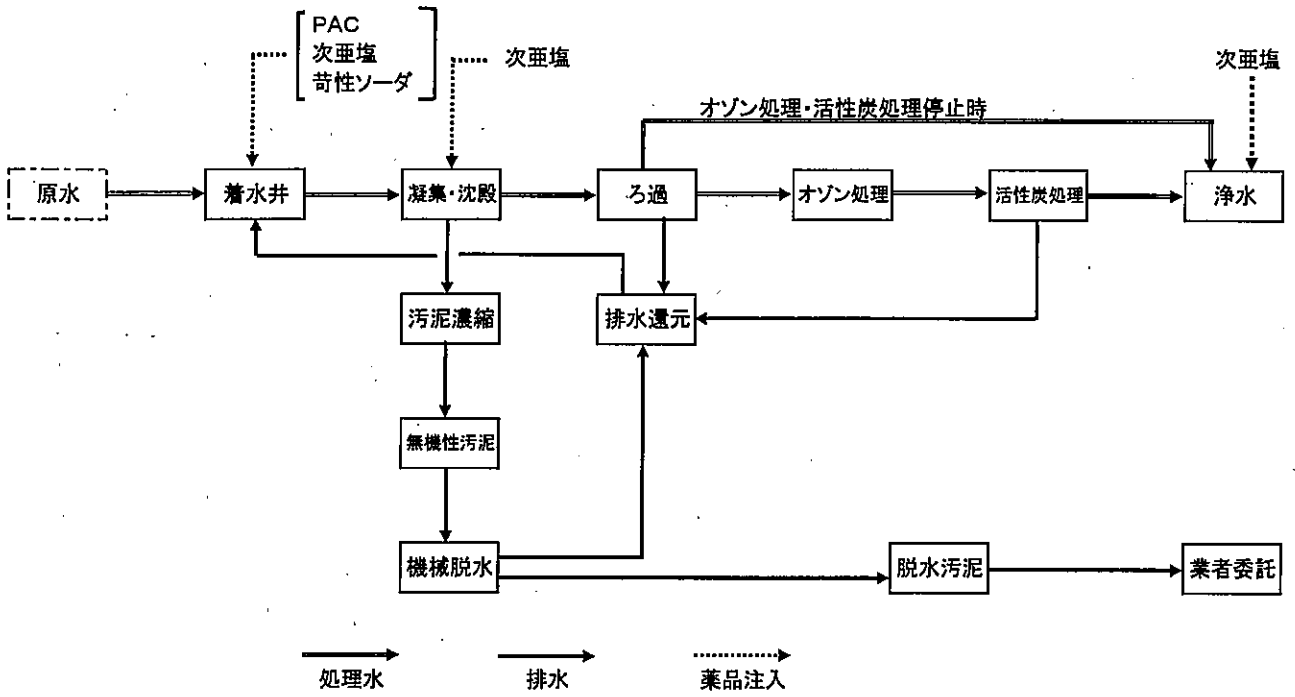 PAC
次亜塩
苛性ソーダ
次亜塩
次亜塩
オゾン処理・活性炭処理停止時
原水
着水井
凝集・沈殿
ろ過
オゾン処理
活性炭処理
浄水
汚泥濃縮
排水還元
無機性汚泥
機械脱水
脱水汚泥
業者委託
処理水
排水
薬品注入